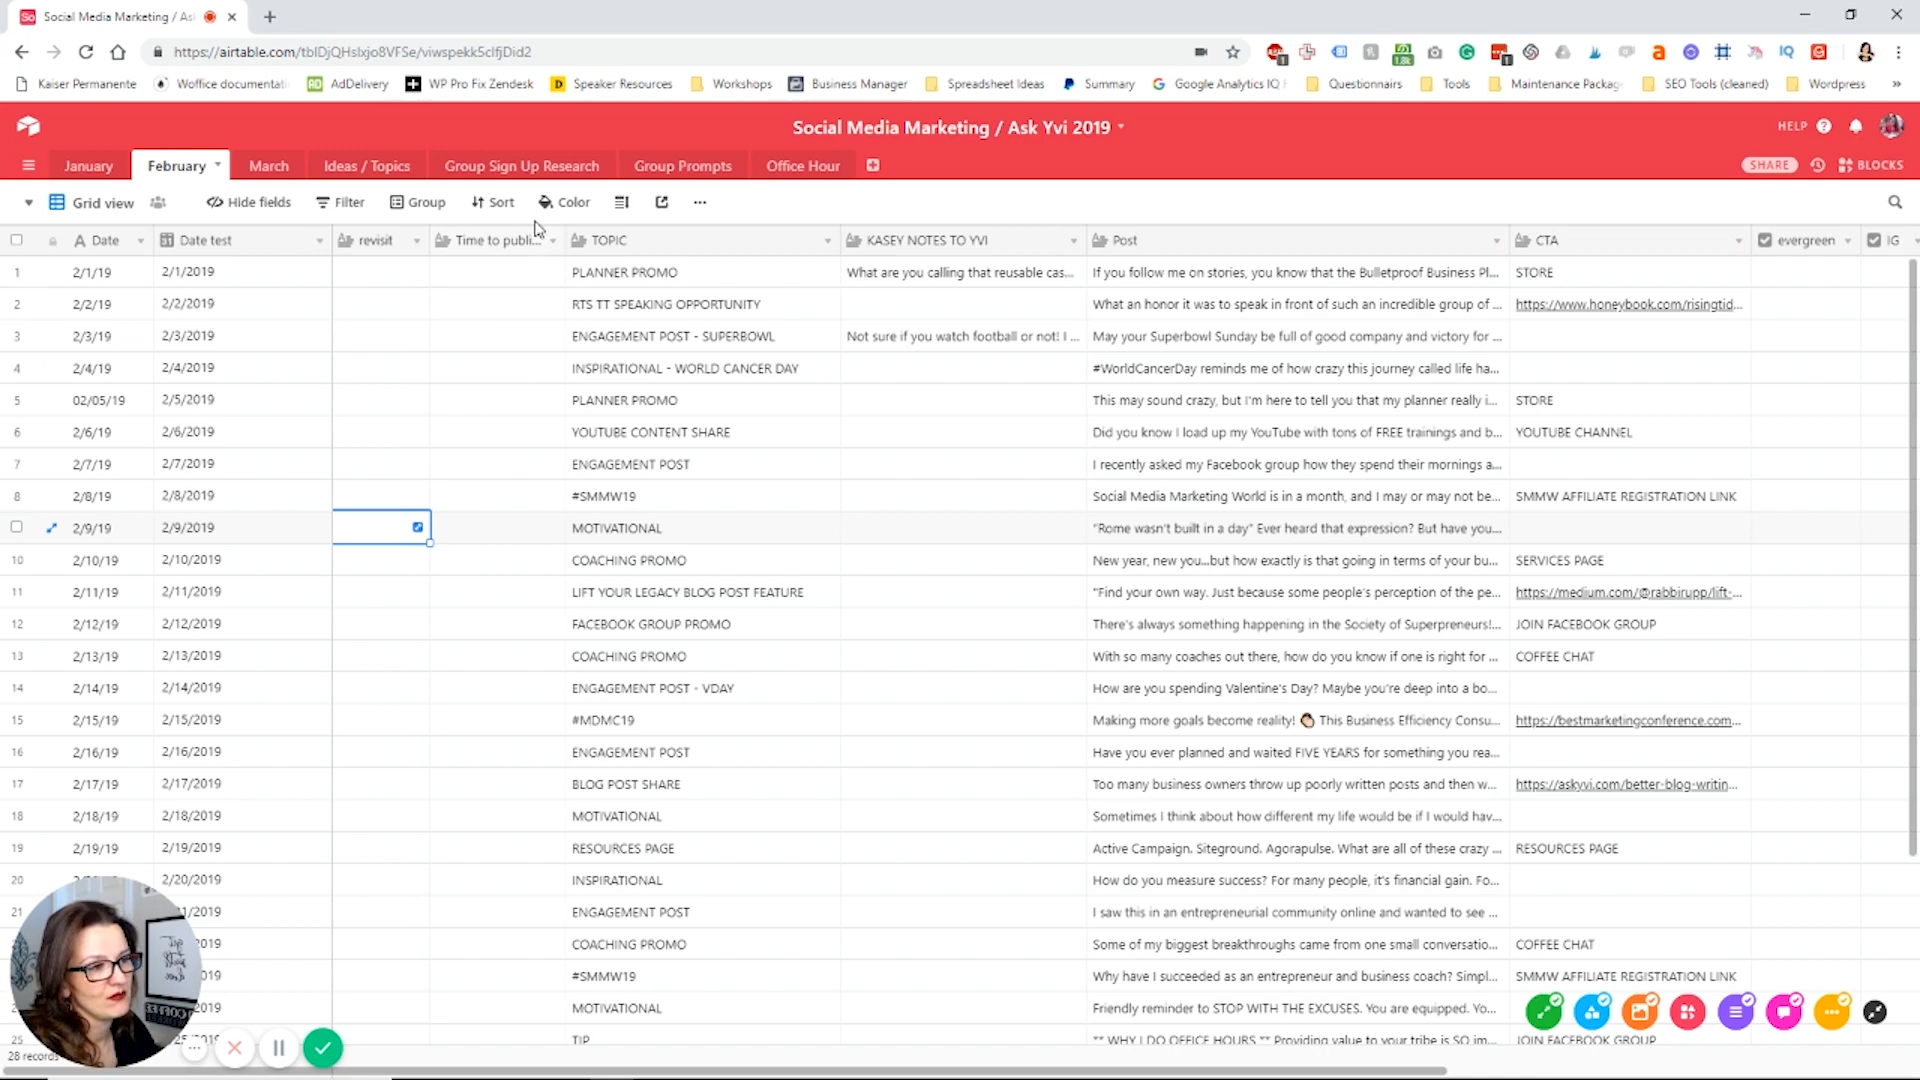 Social Media Marketing / As
https://airtable.com/tblDjQHslxjo8VFSe/viwspekk5clfjDid2
1 1.8k 1
Kaiser Permanente Woffice documentati AdDelivery WP Pro Fix Zendesk Speaker Resources Workshops Business Manager Spreadsheet Ideas Summary Google Analytics IQ Questionnairs Tools Maintenance Packag SEO Tools (cleaned) Wordpress »
Social Media Marketing / Ask Yvi 2019 HELP
January February March Ideas / Topics Group Sign Up Research Group Prompts Office Hour SHARE BLOCKS
Grid view Hide fields Filter Group Sort Color ...
Date Date test revisit Time to publi... TOPIC KASEY NOTES TO YVI Post CTA evergreen IG
1 2/1/19 2/1/2019 PLANNER PROMO What are you calling that reusable cas... If you follow me on stories, you know that the Bulletproof Business Pl... STORE
2 2/2/19 2/2/2019 RTS TT SPEAKING OPPORTUNITY What an honor it was to speak in front of such an incredible group of ... https://www.honeybook.com/risingtid...
3 2/3/19 2/3/2019 ENGAGEMENT POST - SUPERBOWL Not sure if you watch football or not! I ... May your Superbowl Sunday be full of good company and victory for ...
4 2/4/19 2/4/2019 INSPIRATIONAL - WORLD CANCER DAY #WorldCancerDay reminds me of how crazy this journey called life ha...
5 02/05/19 2/5/2019 PLANNER PROMO This may sound crazy, but I'm here to tell you that my planner really i... STORE
6 2/6/19 2/6/2019 YOUTUBE CONTENT SHARE Did you know I load up my YouTube with tons of FREE trainings and b... YOUTUBE CHANNEL
7 2/7/19 2/7/2019 ENGAGEMENT POST I recently asked my Facebook group how they spend their mornings a...
8 2/8/19 2/8/2019 #SMMW19 Social Media Marketing World is in a month, and I may or may not be... SMMW AFFILIATE REGISTRATION LINK
2/9/19 2/9/2019 MOTIVATIONAL "Rome wasn't built in a day" Ever heard that expression? But have you...
10 2/10/19 2/10/2019 COACHING PROMO New year, new you...but how exactly is that going in terms of your bu... SERVICES PAGE
11 2/11/19 2/11/2019 LIFT YOUR LEGACY BLOG POST FEATURE "Find your own way. Just because some people's perception of the pe... https://medium.com/@rabbirupp/lift-...
12 2/12/19 2/12/2019 FACEBOOK GROUP PROMO There's always something happening in the Society of Superpreneurs!... JOIN FACEBOOK GROUP
13 2/13/19 2/13/2019 COACHING PROMO With so many coaches out there, how do you know if one is right for ... COFFEE CHAT
14 2/14/19 2/14/2019 ENGAGEMENT POST - VDAY How are you spending Valentine's Day? Maybe you're deep into a bo...
15 2/15/19 2/15/2019 #MDMC19 Making more goals become reality! This Business Efficiency Consu... https://bestmarketingconference.com...
16 2/16/19 2/16/2019 ENGAGEMENT POST Have you ever planned and waited FIVE YEARS for something you rea...
17 2/17/19 2/17/2019 BLOG POST SHARE Too many business owners throw up poorly written posts and then w... https://askyvi.com/better-blog-writin...
18 2/18/19 2/18/2019 MOTIVATIONAL Sometimes I think about how different my life would be if I would hav...
19 2/19/19 2/19/2019 RESOURCES PAGE Active Campaign. Siteground. Agorapulse. What are all of these crazy ... RESOURCES PAGE
20 2/20/2019 INSPIRATIONAL How do you measure success? For many people, it's financial gain. Fo...
21 1/2019 ENGAGEMENT POST I saw this in an entrepreneurial community online and wanted to see ...
2019 COACHING PROMO Some of my biggest breakthroughs came from one small conversatio... COFFEE CHAT
019 #SMMW19 Why have I succeeded as an entrepreneur and business coach? Simpl... SMMW AFFILIATE REGISTRATION LINK
MOTIVATIONAL Friendly reminder to STOP WITH THE EXCUSES. You are equipped. Yo...
25 TIP ** WHY I DO OFFICE HOURS ** Providing value to your tribe is SO im... JOIN FACEBOOK GROUP
28 records